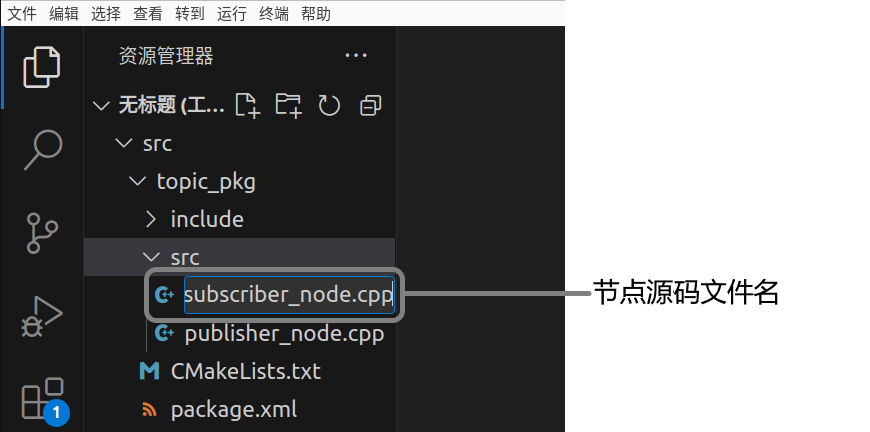 文件 编辑 选择 查看 转到 运行 终端 帮助
资源管理器 ···
无标题 (工...
src
topic_pkg
include
src
subscriber_node.cpp
节点源码文件名
publisher_node.cpp
CMakeLists.txt
package.xml
1